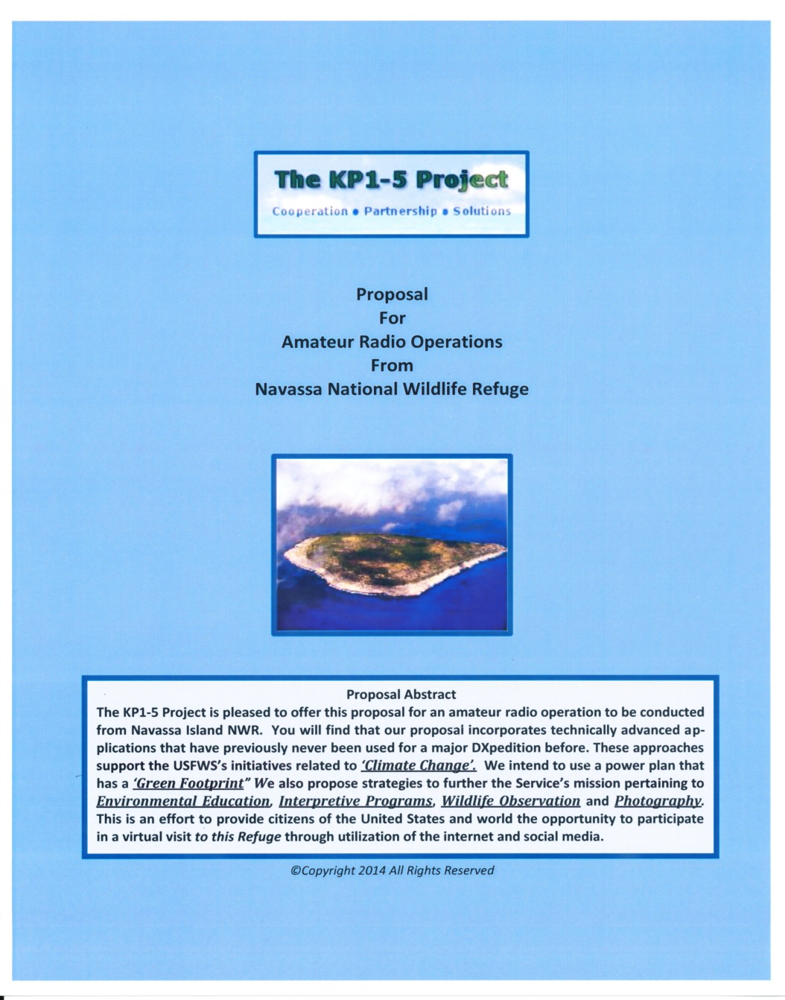 The KP1-5 Project
Cooperation • Partnership • Solutions
Proposal
For
Amateur Radio Operations
From
Navassa National Wildlife Refuge
Proposal Abstract
The KP1-5 Project is pleased to offer this proposal for an amateur radio operation to be conducted
from Navassa Island NWR.  You will find that our proposal incorporates technically advanced ap-
plications that have previously never been used for a major DXpedition before. These approaches
support the USFWS's initiatives related to ‘Climate Change’.  We intend to use a power plan that
has a ‘Green Footprint” We also propose strategies to further the Service's mission pertaining to
Environmental Education, Interpretive Programs, Wildlife Observation and Photography.
This is an effort to provide citizens of the United States and world the opportunity to participate
in a virtual visit to this Refuge through utilization of the internet and social media.
©Copyright 2014 All Rights Reserved